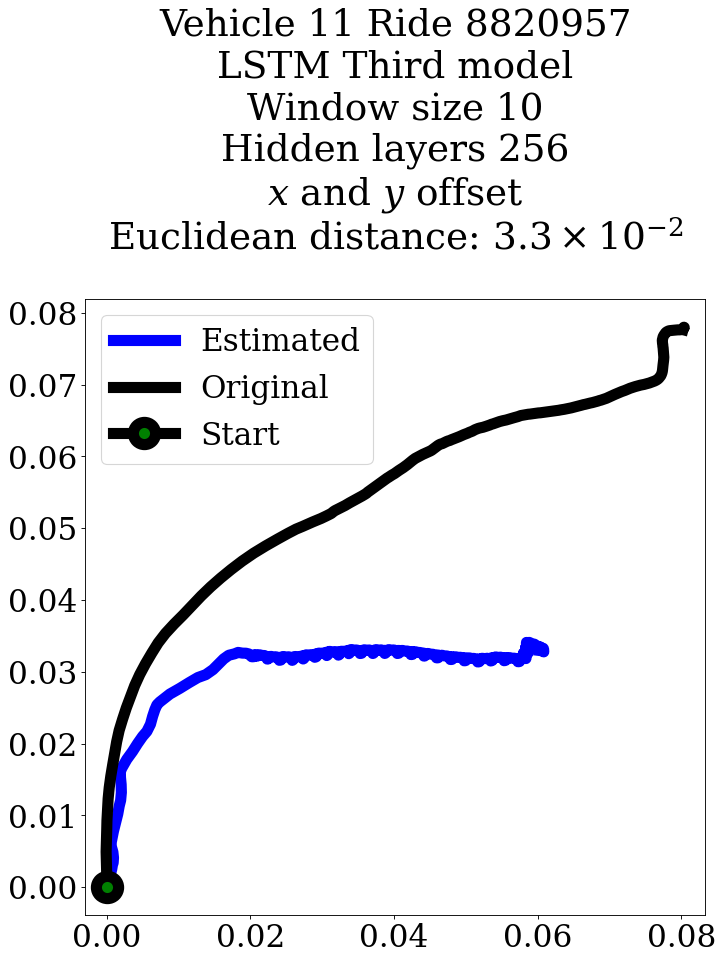 Vehicle 11 Ride 8820957
LSTM Third model
Window size 10
Hidden layers 256
x and y offset
Euclidean distance: 3.3 × 10⁻²
0.08
0.07
0.06
0.05
0.04
0.03
0.02
0.01
0.00
Estimated
Original
Start
0.00 0.02 0.04 0.06 0.08